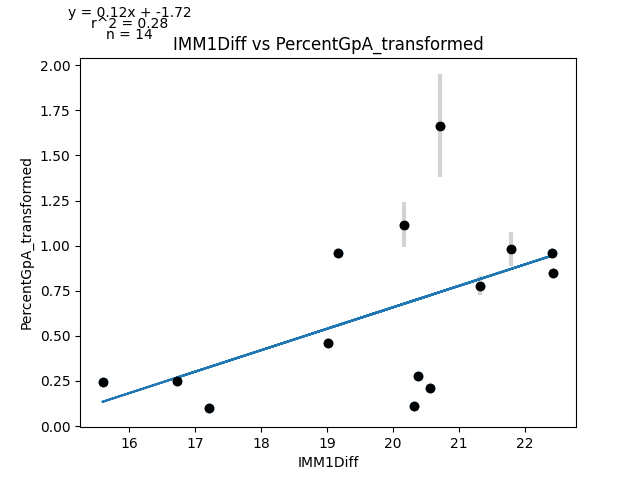 y = 0.12x + -1.72
r^2 = 0.28
n = 14
IMM1Diff vs PercentGpA_transformed
PercentGpA_transformed
2.00
1.75
1.50
1.25
1.00
0.75
0.50
0.25
0.00
16 17 18 19 20 21 22
IMM1Diff